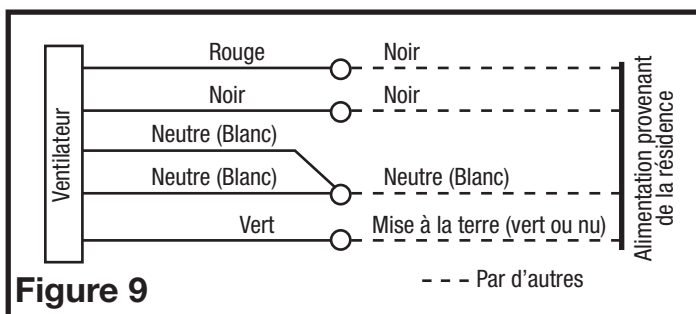 Ventilateur
Rouge
Noir
Noir
Noir
Neutre (Blanc)
Neutre (Blanc)
Neutre (Blanc)
Vert
Mise à la terre (vert ou nu)
Alimentation provenant
de la résidence
Par d’autres
Figure 9